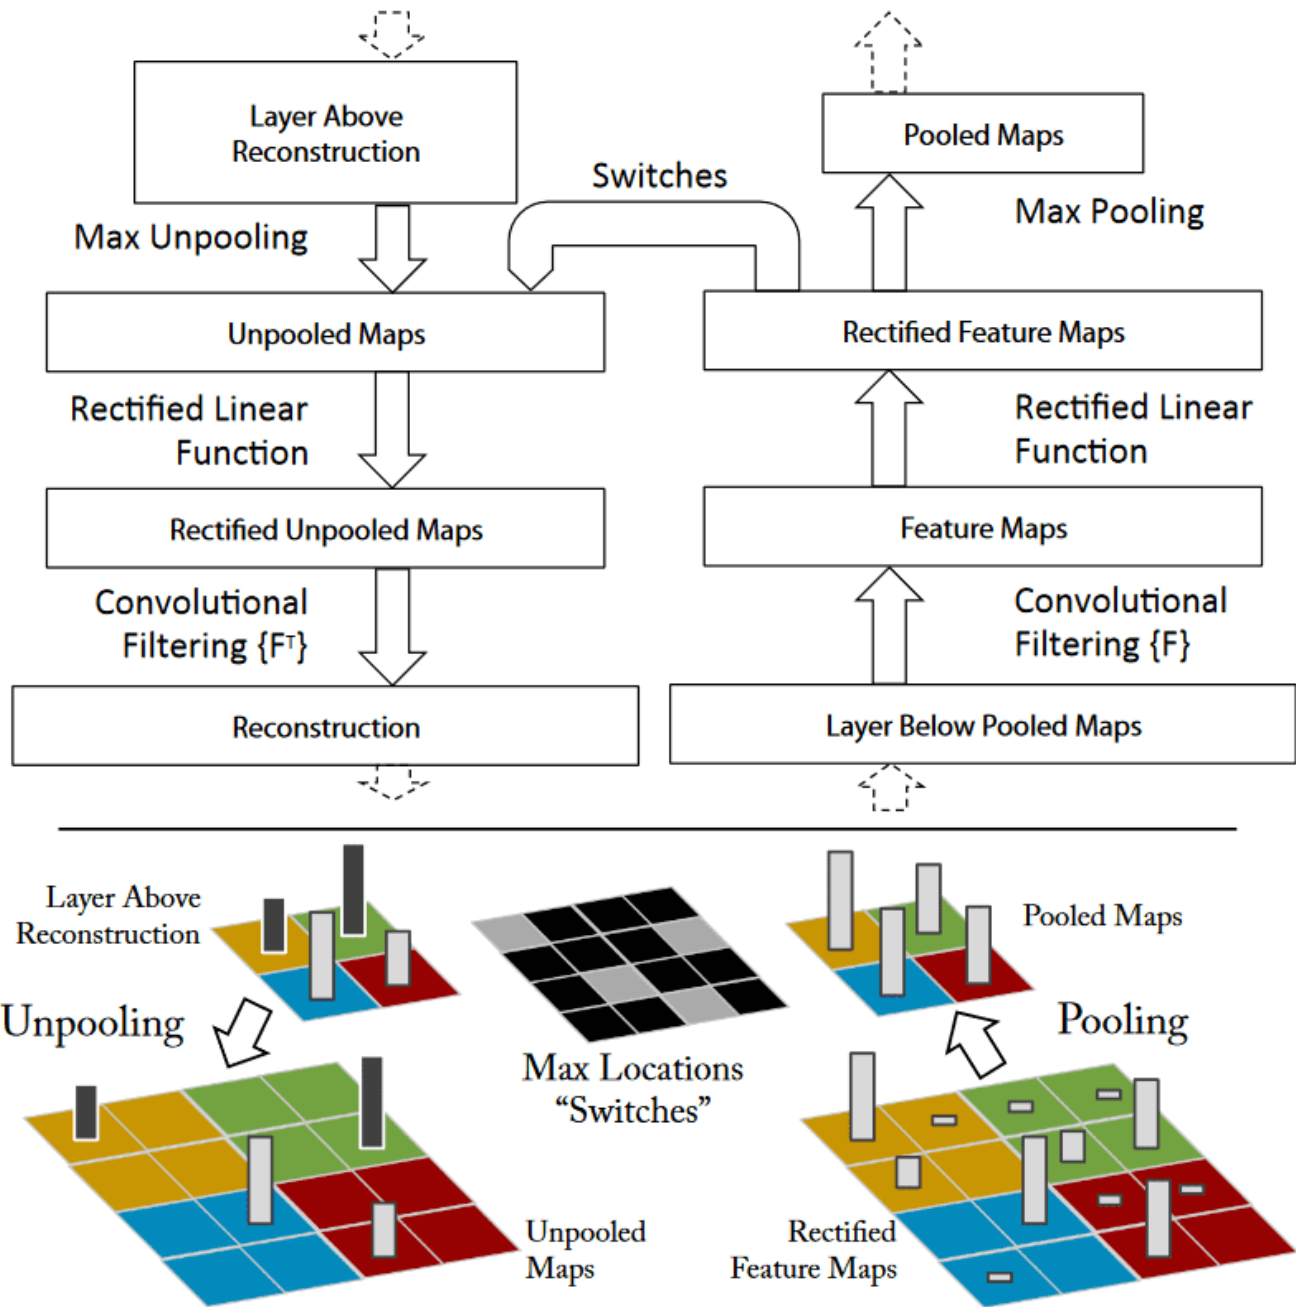 Layer Above
Reconstruction
Pooled Maps
Switches
Max Unpooling
Max Pooling
Unpooled Maps
Rectified Feature Maps
Rectified Linear
Function
Rectified Linear
Function
Rectified Unpooled Maps
Feature Maps
Convolutional
Filtering {Fᵀ}
Convolutional
Filtering {F}
Reconstruction
Layer Below Pooled Maps
Layer Above
Reconstruction
Pooled Maps
Unpooling
Pooling
Max Locations
“Switches”
Unpooled
Maps
Rectified
Feature Maps